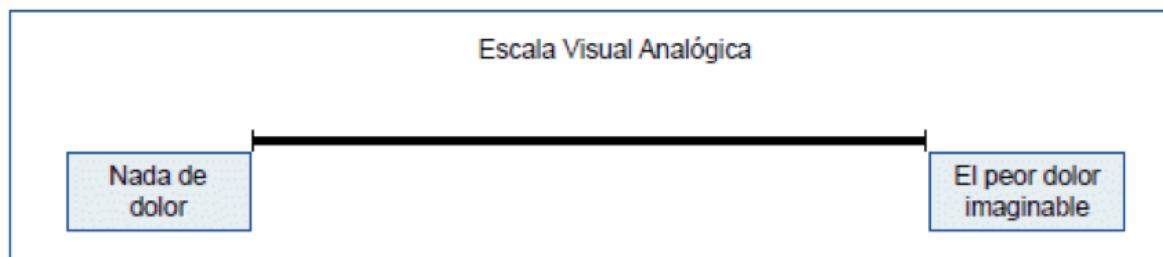 Escala Visual Analógica
Nada de
dolor
El peor dolor
imaginable